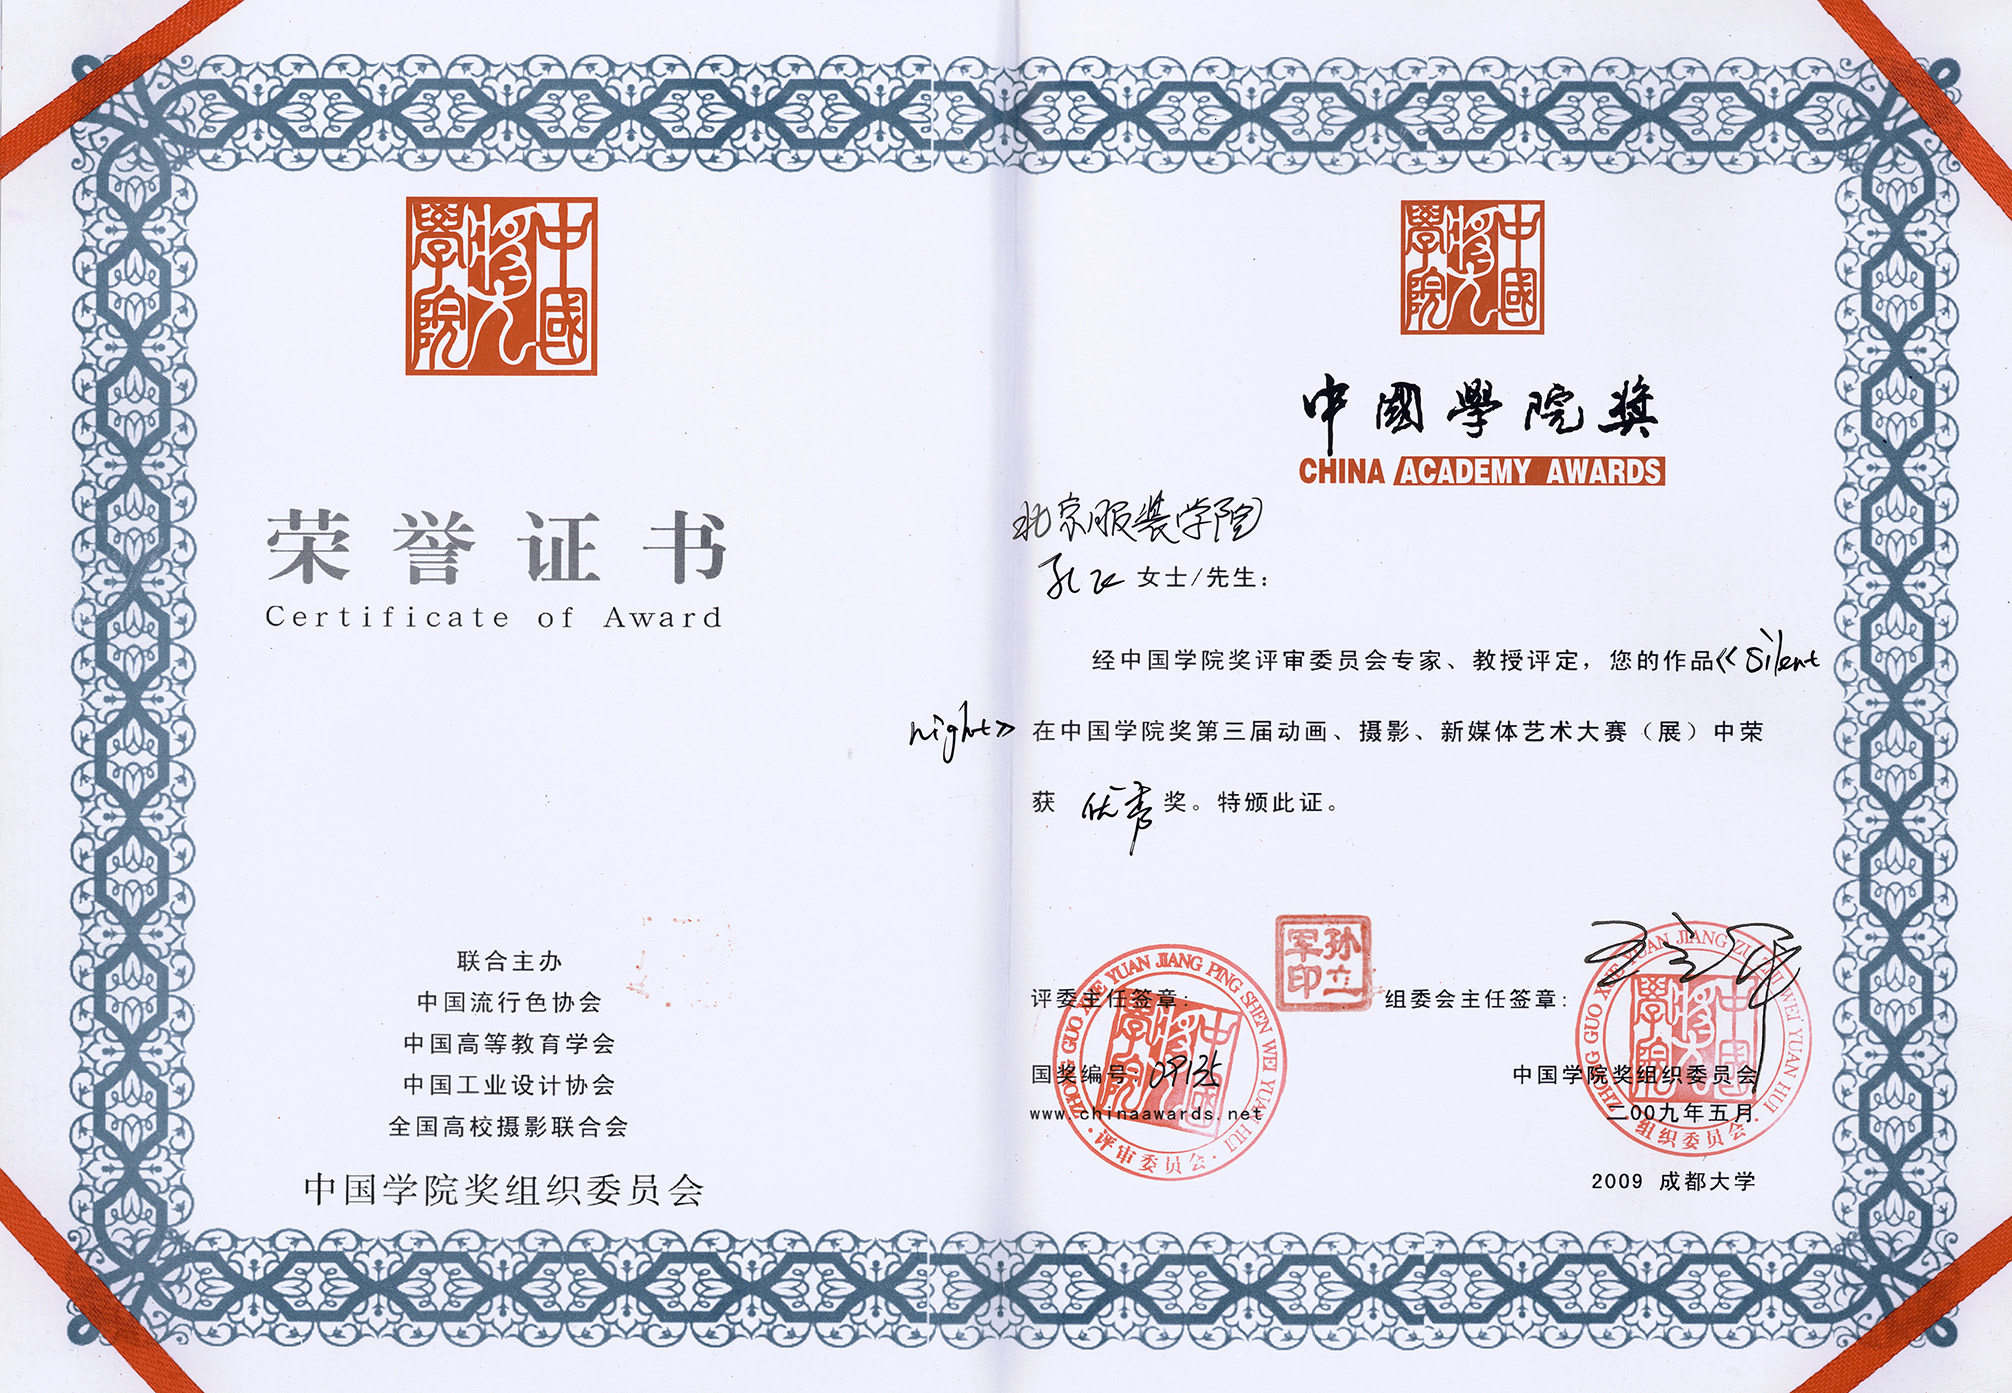 中國學院獎
荣誉证书
Certificate of Award
联合主办
中国流行色协会
中国高等教育学会
中国工业设计协会
全国高校摄影联合会
中国学院奖组织委员会
中國學院獎
中國學院奬
CHINA ACADEMY AWARDS
北京服装学院
孔 女士/先生：
经中国学院奖评审委员会专家、教授评定，您的作品《Silent
night》在中国学院奖第三届动画、摄影、新媒体艺术大赛（展）中荣
获 优秀 奖。特颁此证。
孙立军印
评委主任签章：
组委会主任签章：
国奖编号：
www.chinaawards.net
ZHONG GUO XUE YUAN JIANG PING SHEN WEI YUAN HUI
·评审委员会·
中国学院奖组织委员会
二00九年五月
ZHONG GUO XUE YUAN JIANG ZU ZHI WEI YUAN HUI
·组织委员会·
2009 成都大学